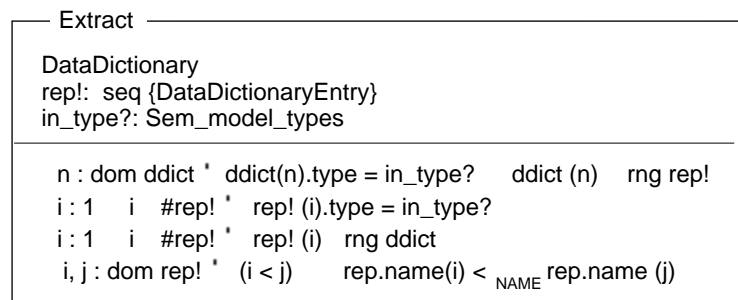 Extract
DataDictionary
rep!: seq {DataDictionaryEntry}
in_type?: Sem_model_types
n : dom ddict ' ddict(n).type = in_type? ddict (n) rng rep!
i : 1 i #rep! ' rep! (i).type = in_type?
i : 1 i #rep! ' rep! (i) rng ddict
i, j : dom rep! ' (i < j) rep.name(i) < NAME rep.name (j)